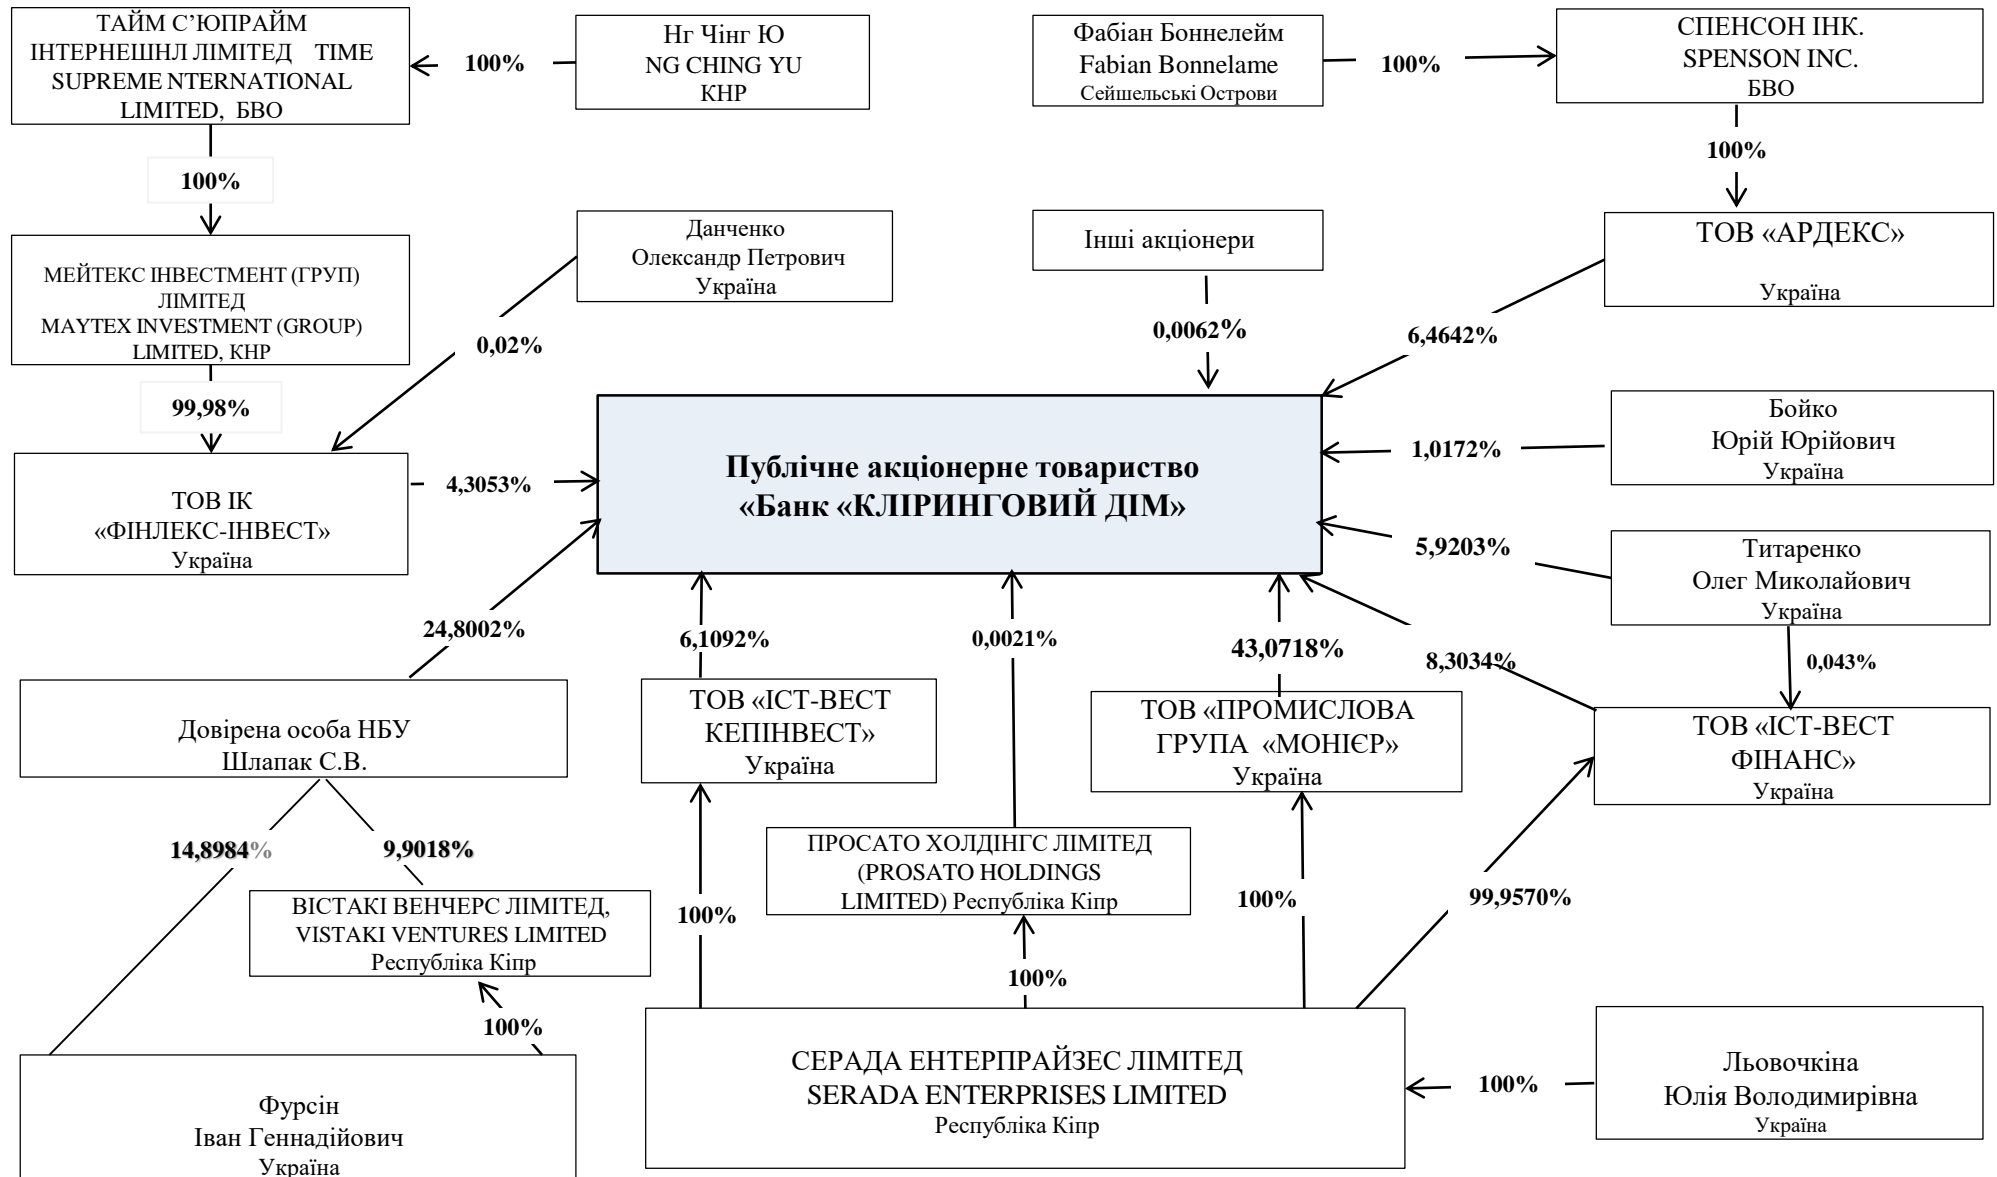 ТАЙМ С’ЮПРАЙМ
ІНТЕРНЕШНЛ ЛІМІТЕД TIME
SUPREME NTERNATIONAL
LIMITED, БВО
100%
Нг Чінг Ю
NG CHING YU
КНР
Фабіан Боннелейм
Fabian Bonnelame
Сейшельські Острови
100%
СПЕНСОН ІНК.
SPENSON INC.
БВО
100%
100%
МЕЙТЕКС ІНВЕСТМЕНТ (ГРУП)
ЛІМІТЕД
MAYTEX INVESTMENT (GROUP)
LIMITED, КНР
Данченко
Олександр Петрович
Україна
Інші акціонери
ТОВ «АРДЕКС»
Україна
0,02%
0,0062%
6,4642%
99,98%
ТОВ ІК
«ФІНЛЕКС-ІНВЕСТ»
Україна
4,3053%
Публічне акціонерне товариство
«Банк «КЛІРИНГОВИЙ ДІМ»
1,0172%
Бойко
Юрій Юрійович
Україна
5,9203%
Титаренко
Олег Миколайович
Україна
24,8002%
6,1092%
0,0021%
43,0718%
8,3034%
0,043%
Довірена особа НБУ
Шлапак С.В.
ТОВ «ІСТ-ВЕСТ
КЕПІНВЕСТ»
Україна
ТОВ «ПРОМИСЛОВА
ГРУПА «МОНІЄР»
Україна
ТОВ «ІСТ-ВЕСТ
ФІНАНС»
Україна
14,8984%
9,9018%
ПРОСАТО ХОЛДІНГС ЛІМІТЕД
(PROSATO HOLDINGS
LIMITED) Республіка Кіпр
ВІСТАКІ ВЕНЧЕРС ЛІМІТЕД,
VISTAKI VENTURES LIMITED
Республіка Кіпр
100%
100%
99,9570%
100%
100%
Фурсін
Іван Геннадійович
Україна
СЕРАДА ЕНТЕРПРАЙЗЕС ЛІМІТЕД
SERADA ENTERPRISES LIMITED
Республіка Кіпр
100%
Льовочкіна
Юлія Володимирівна
Україна